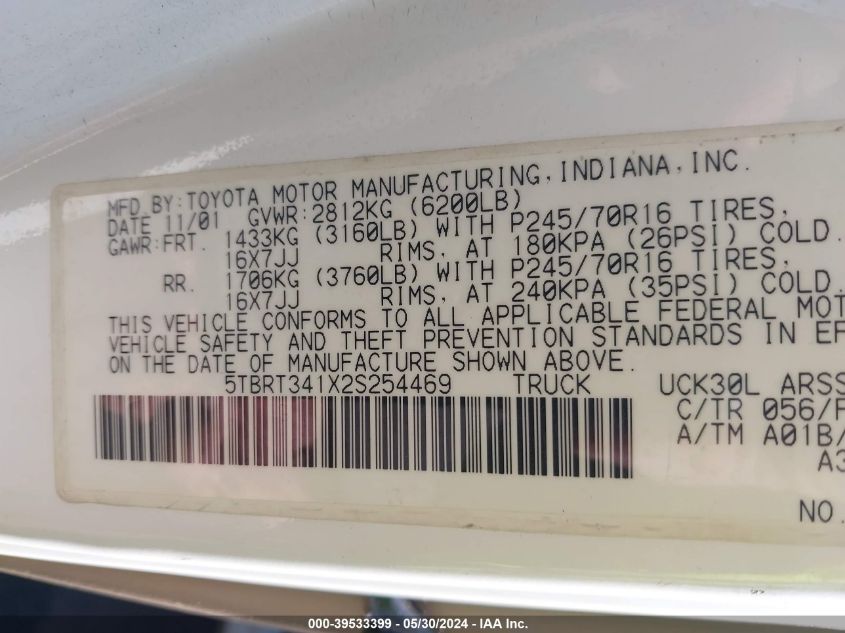 MFD.BY:TOYOTA MOTOR MANUFACTURING,INDIANA,INC.
DATE 11/01 GVWR:2812KG (6200LB)
GAWR:FRT. 1433KG (3160LB) WITH P245/70R16 TIRES,
16X7JJ RIMS, AT 180KPA (26PSI) COLD.
RR. 1706KG (3760LB) WITH P245/70R16 TIRES,
16X7JJ RIMS, AT 240KPA (35PSI) COLD.
THIS VEHICLE CONFORMS TO ALL APPLICABLE FEDERAL MOT
VEHICLE SAFETY AND THEFT PREVENTION STANDARDS IN EF
ON THE DATE OF MANUFACTURE SHOWN ABOVE.
5TBRT341X2S254469 TRUCK UCK30L ARSS
C/TR 056/F
A/TM A01B/
A3
NO.
000-39533399 - 05/30/2024 - IAA Inc.